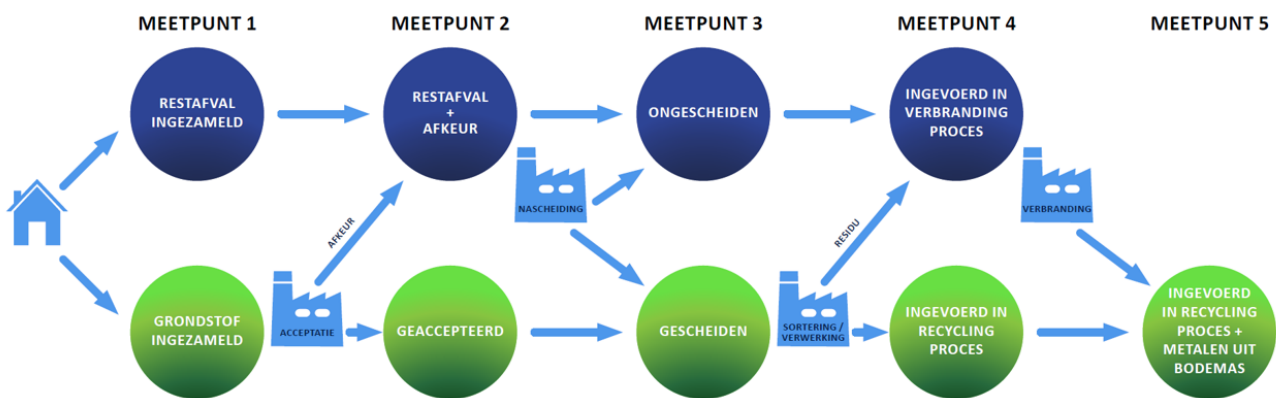 MEETPUNT 1
MEETPUNT 2
MEETPUNT 3
MEETPUNT 4
MEETPUNT 5
RESTAFVAL
INGEZAMELD
RESTAFVAL
+
AFKEUR
ONGESCHEIDEN
INGEVOERD IN
VERBRANDING
PROCES
NASCHEIDING
VERBRANDING
AFKEUR
RESIDU
GRONDSTOF
INGEZAMELD
ACCEPTATIE
GEACCEPTEERD
GESCHEIDEN
SORTERING /
VERWERKING
INGEVOERD IN
RECYCLING
PROCES
INGEVOERD
IN RECYCLING
PROCES +
METALEN UIT
BODEMAS